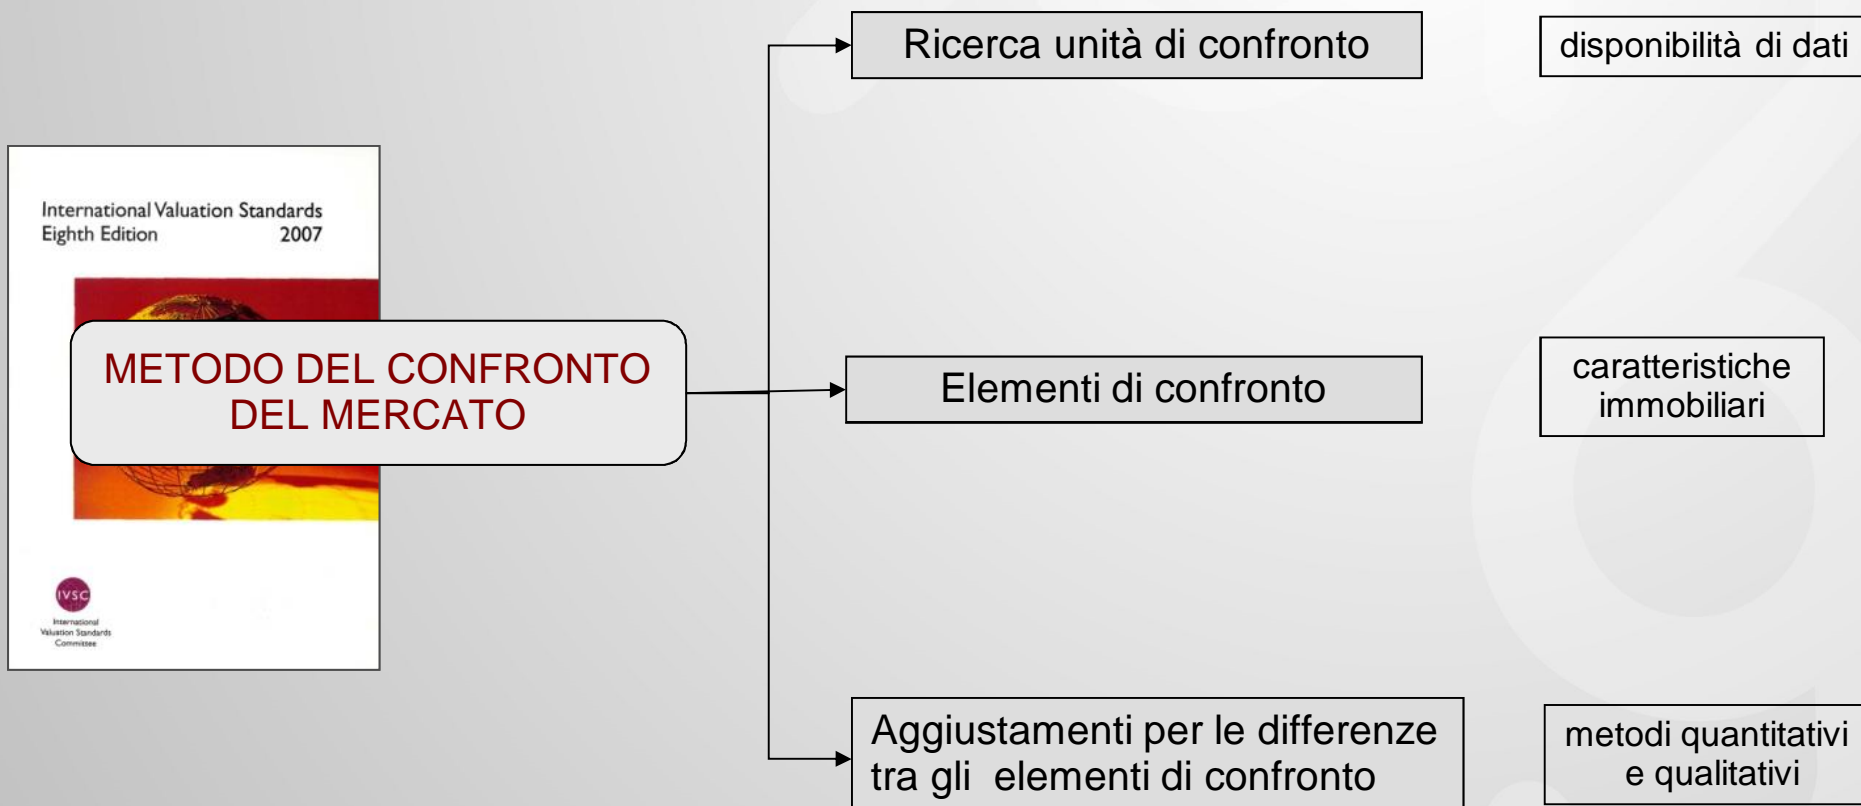 Ricerca unità di confronto
disponibilità di dati
International Valuation Standards
Eighth Edition 2007
METODO DEL CONFRONTO
DEL MERCATO
Elementi di confronto
caratteristiche
immobiliari
IVSC
International
Valuation Standards
Committee
Aggiustamenti per le differenze
tra gli elementi di confronto
metodi quantitativi
e qualitativi